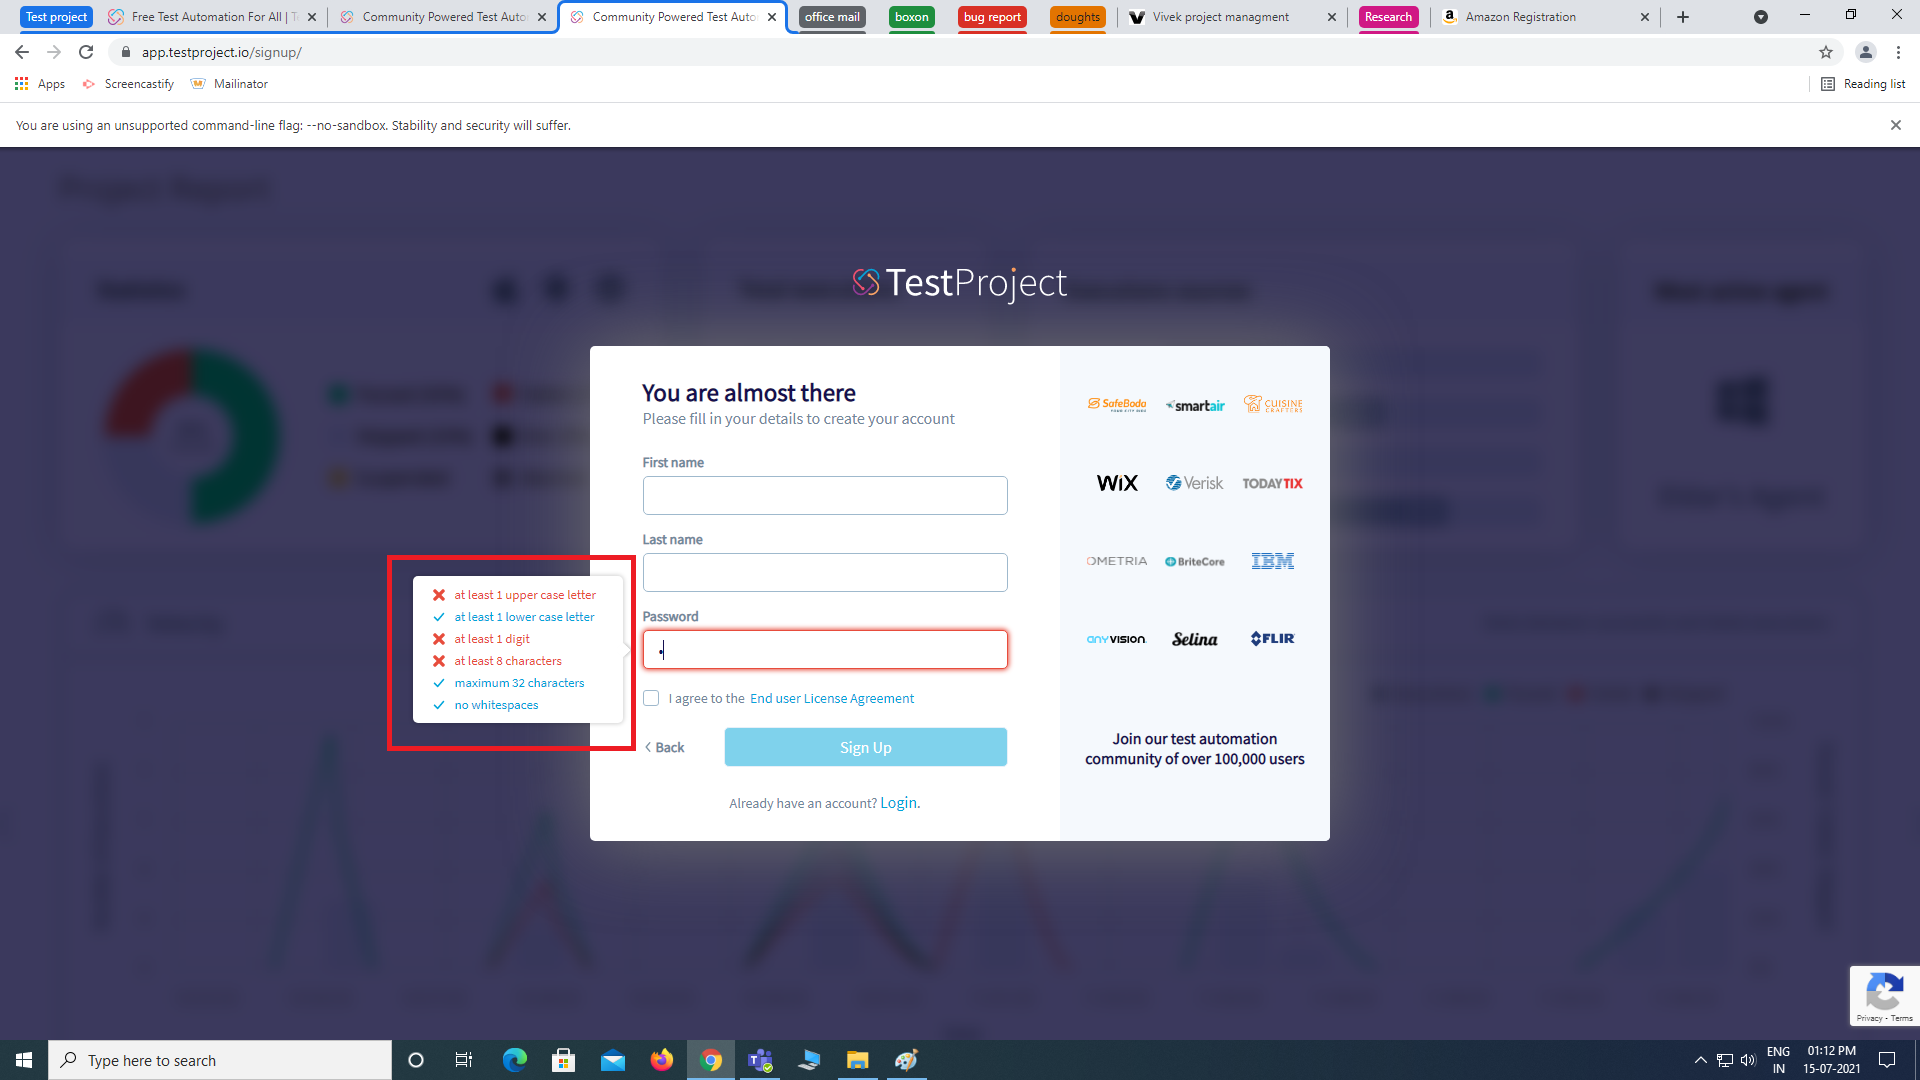 Test project
Free Test Automation For All | T
Community Powered Test Auto
Community Powered Test Auto
office mail
boxon
bug report
doughts
Vivek project managment
Research
Amazon Registration
app.testproject.io/signup/
Apps
Screencastify
Mailinator
Reading list
You are using an unsupported command-line flag: --no-sandbox. Stability and security will suffer.
Project Report
TestProject
You are almost there
Please fill in your details to create your account
First name
Last name
at least 1 upper case letter
at least 1 lower case letter
at least 1 digit
at least 8 characters
maximum 32 characters
no whitespaces
Password
I agree to the End user License Agreement
Back
Sign Up
Already have an account? Login.
SafeBoda
smartair
CUISINE CRAFTERS
WiX
Verisk
TODAYTIX
OMETRIA
BriteCore
IBM
anyvision
Selina
FLIR
Join our test automation
community of over 100,000 users
Privacy - Terms
Type here to search
ENG
IN
01:12 PM
15-07-2021